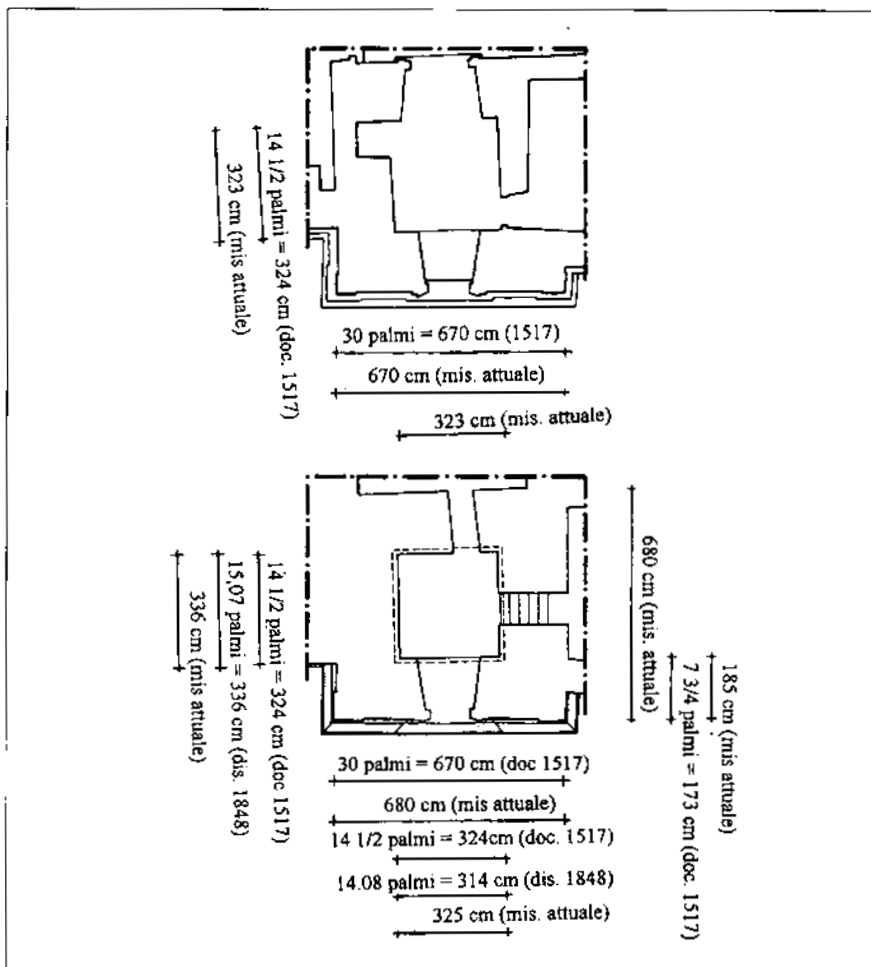 14 1/2 palmi = 324 cm (doc. 1517)
323 cm (mis attuale)
30 palmi = 670 cm (1517)
670 cm (mis. attuale)
323 cm (mis. attuale)
680 cm (mis. attuale)
14 1/2 palmi = 324 cm (doc 1517)
15,07 palmi = 336 cm (dis. 1848)
336 cm (mis attuale)
185 cm (mis attuale)
7 3/4 palmi = 173 cm (doc. 1517)
30 palmi = 670 cm (doc 1517)
680 cm (mis attuale)
14 1/2 palmi = 324cm (doc. 1517)
14.08 palmi = 314 cm (dis. 1848)
325 cm (mis. attuale)